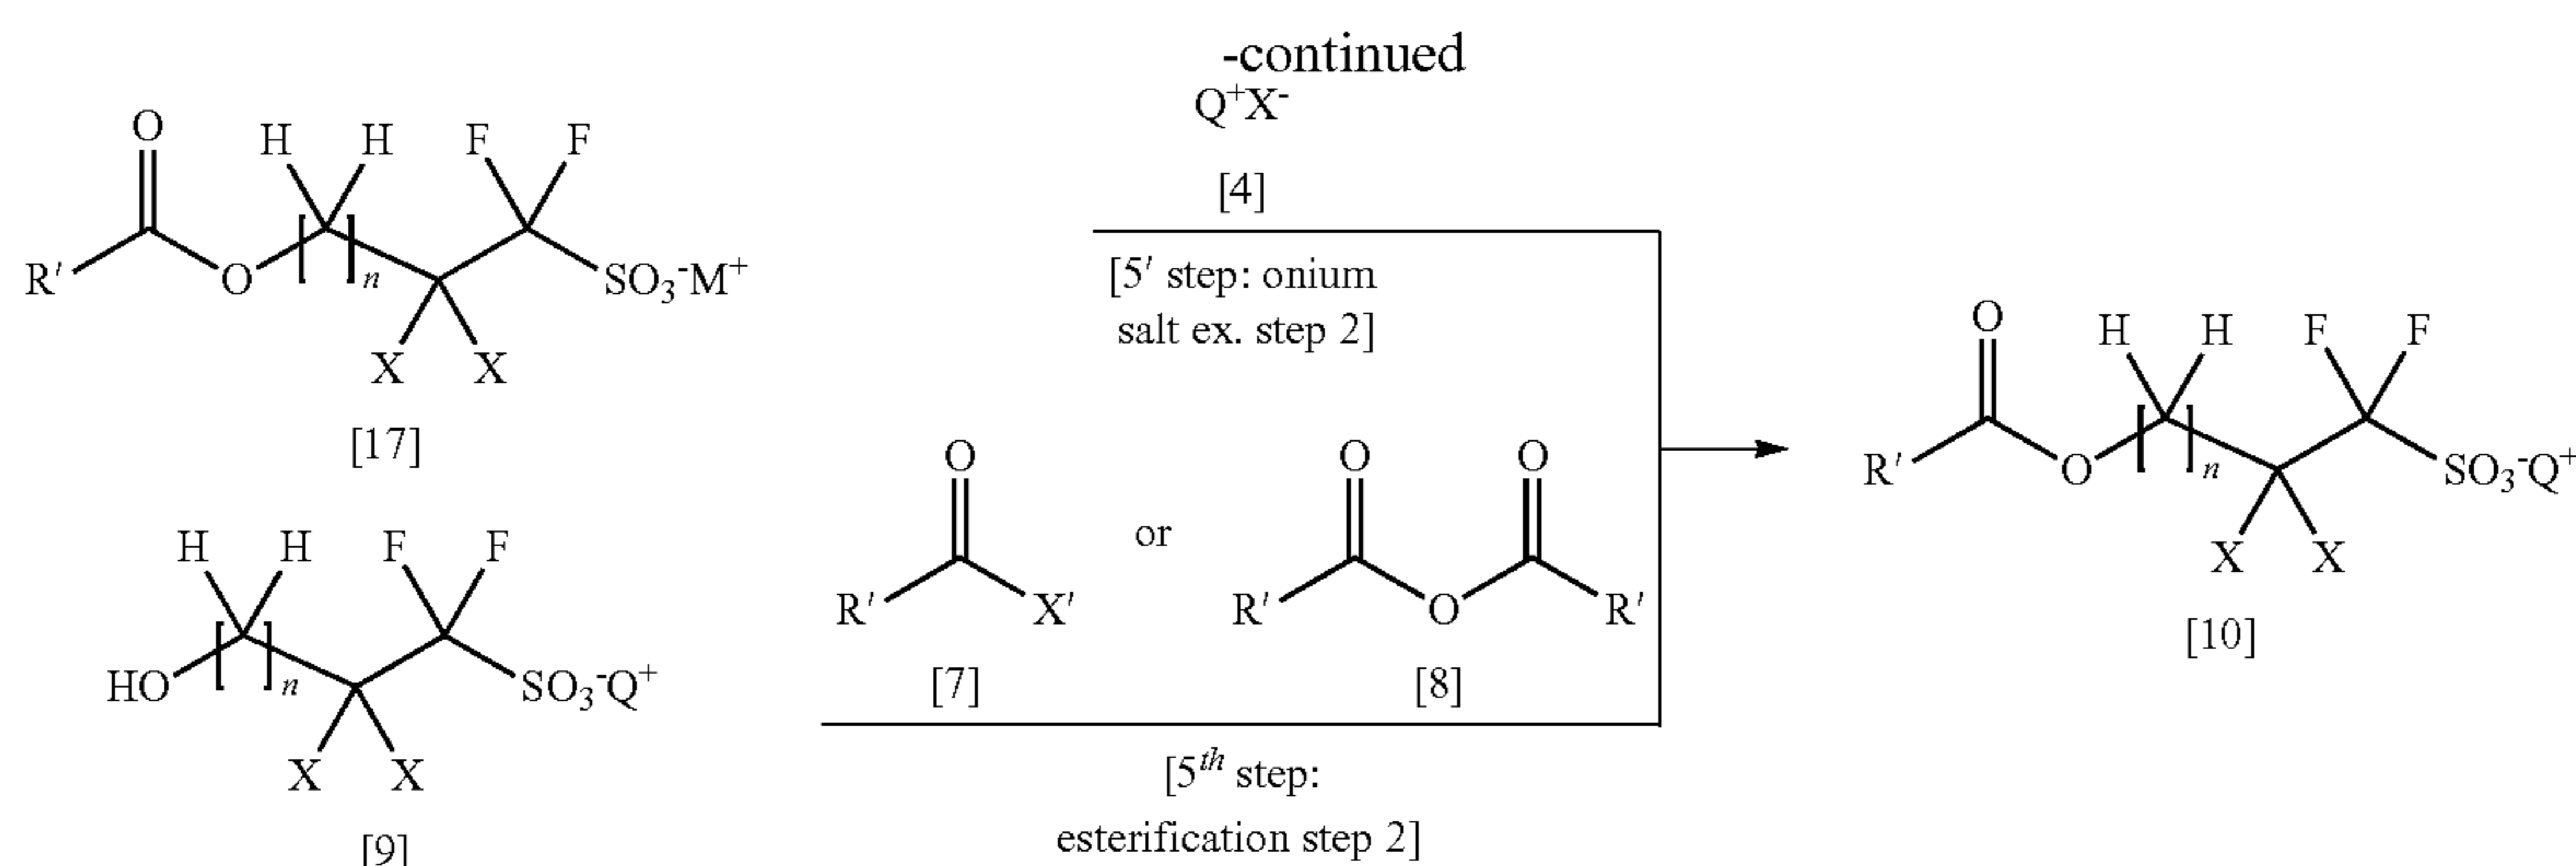 -continued
Q⁺X⁻
[4]
[5′ step: onium
salt ex. step 2]
O
H H F F
R′ O [ ]n SO₃⁻M⁺
X X
[17]
O
R′ X′
[7]
or
O O
R′ O R′
[8]
H H F F
HO [ ]n SO₃⁻Q⁺
X X
[9]
[5th step:
esterification step 2]
O
H H F F
R′ O [ ]n SO₃⁻Q⁺
X X
[10]